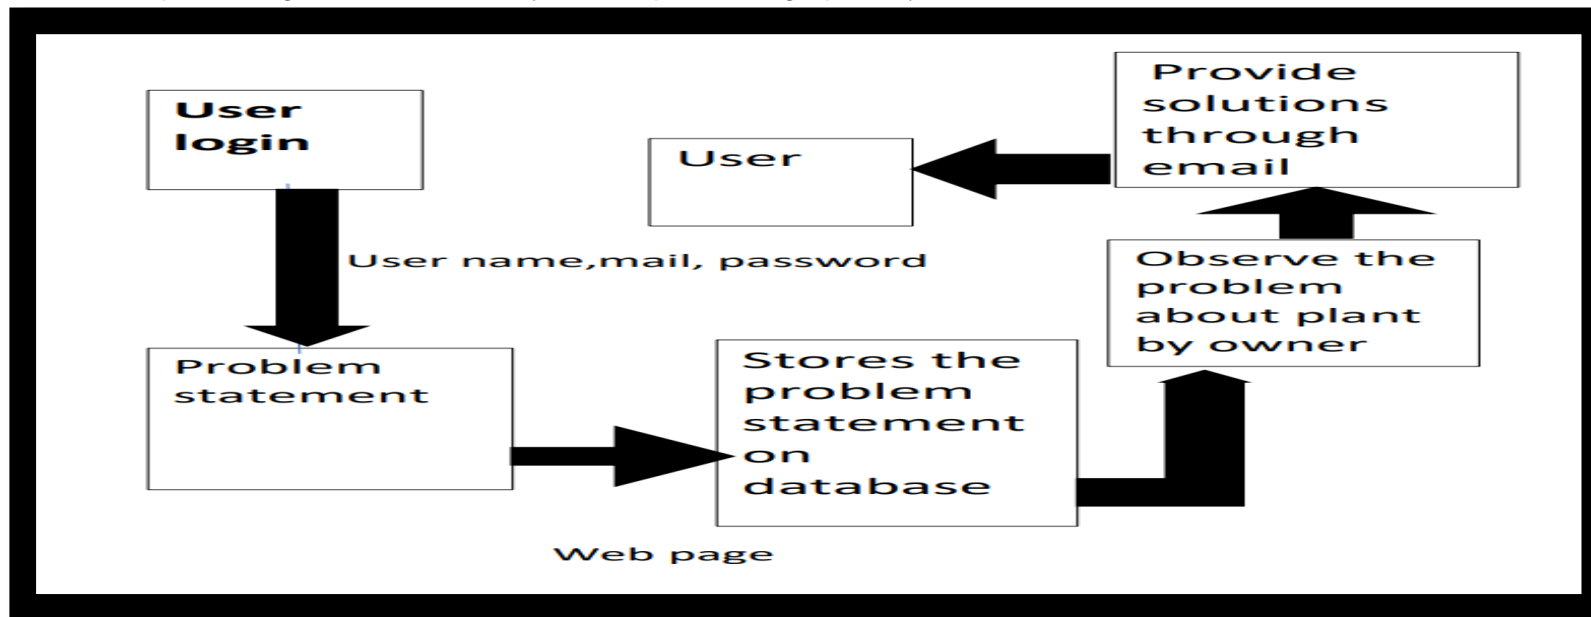 User
login
User name,mail, password
Problem
statement
Stores the
problem
statement
on
database
Web page
Observe the
problem
about plant
by owner
Provide
solutions
through
email
User